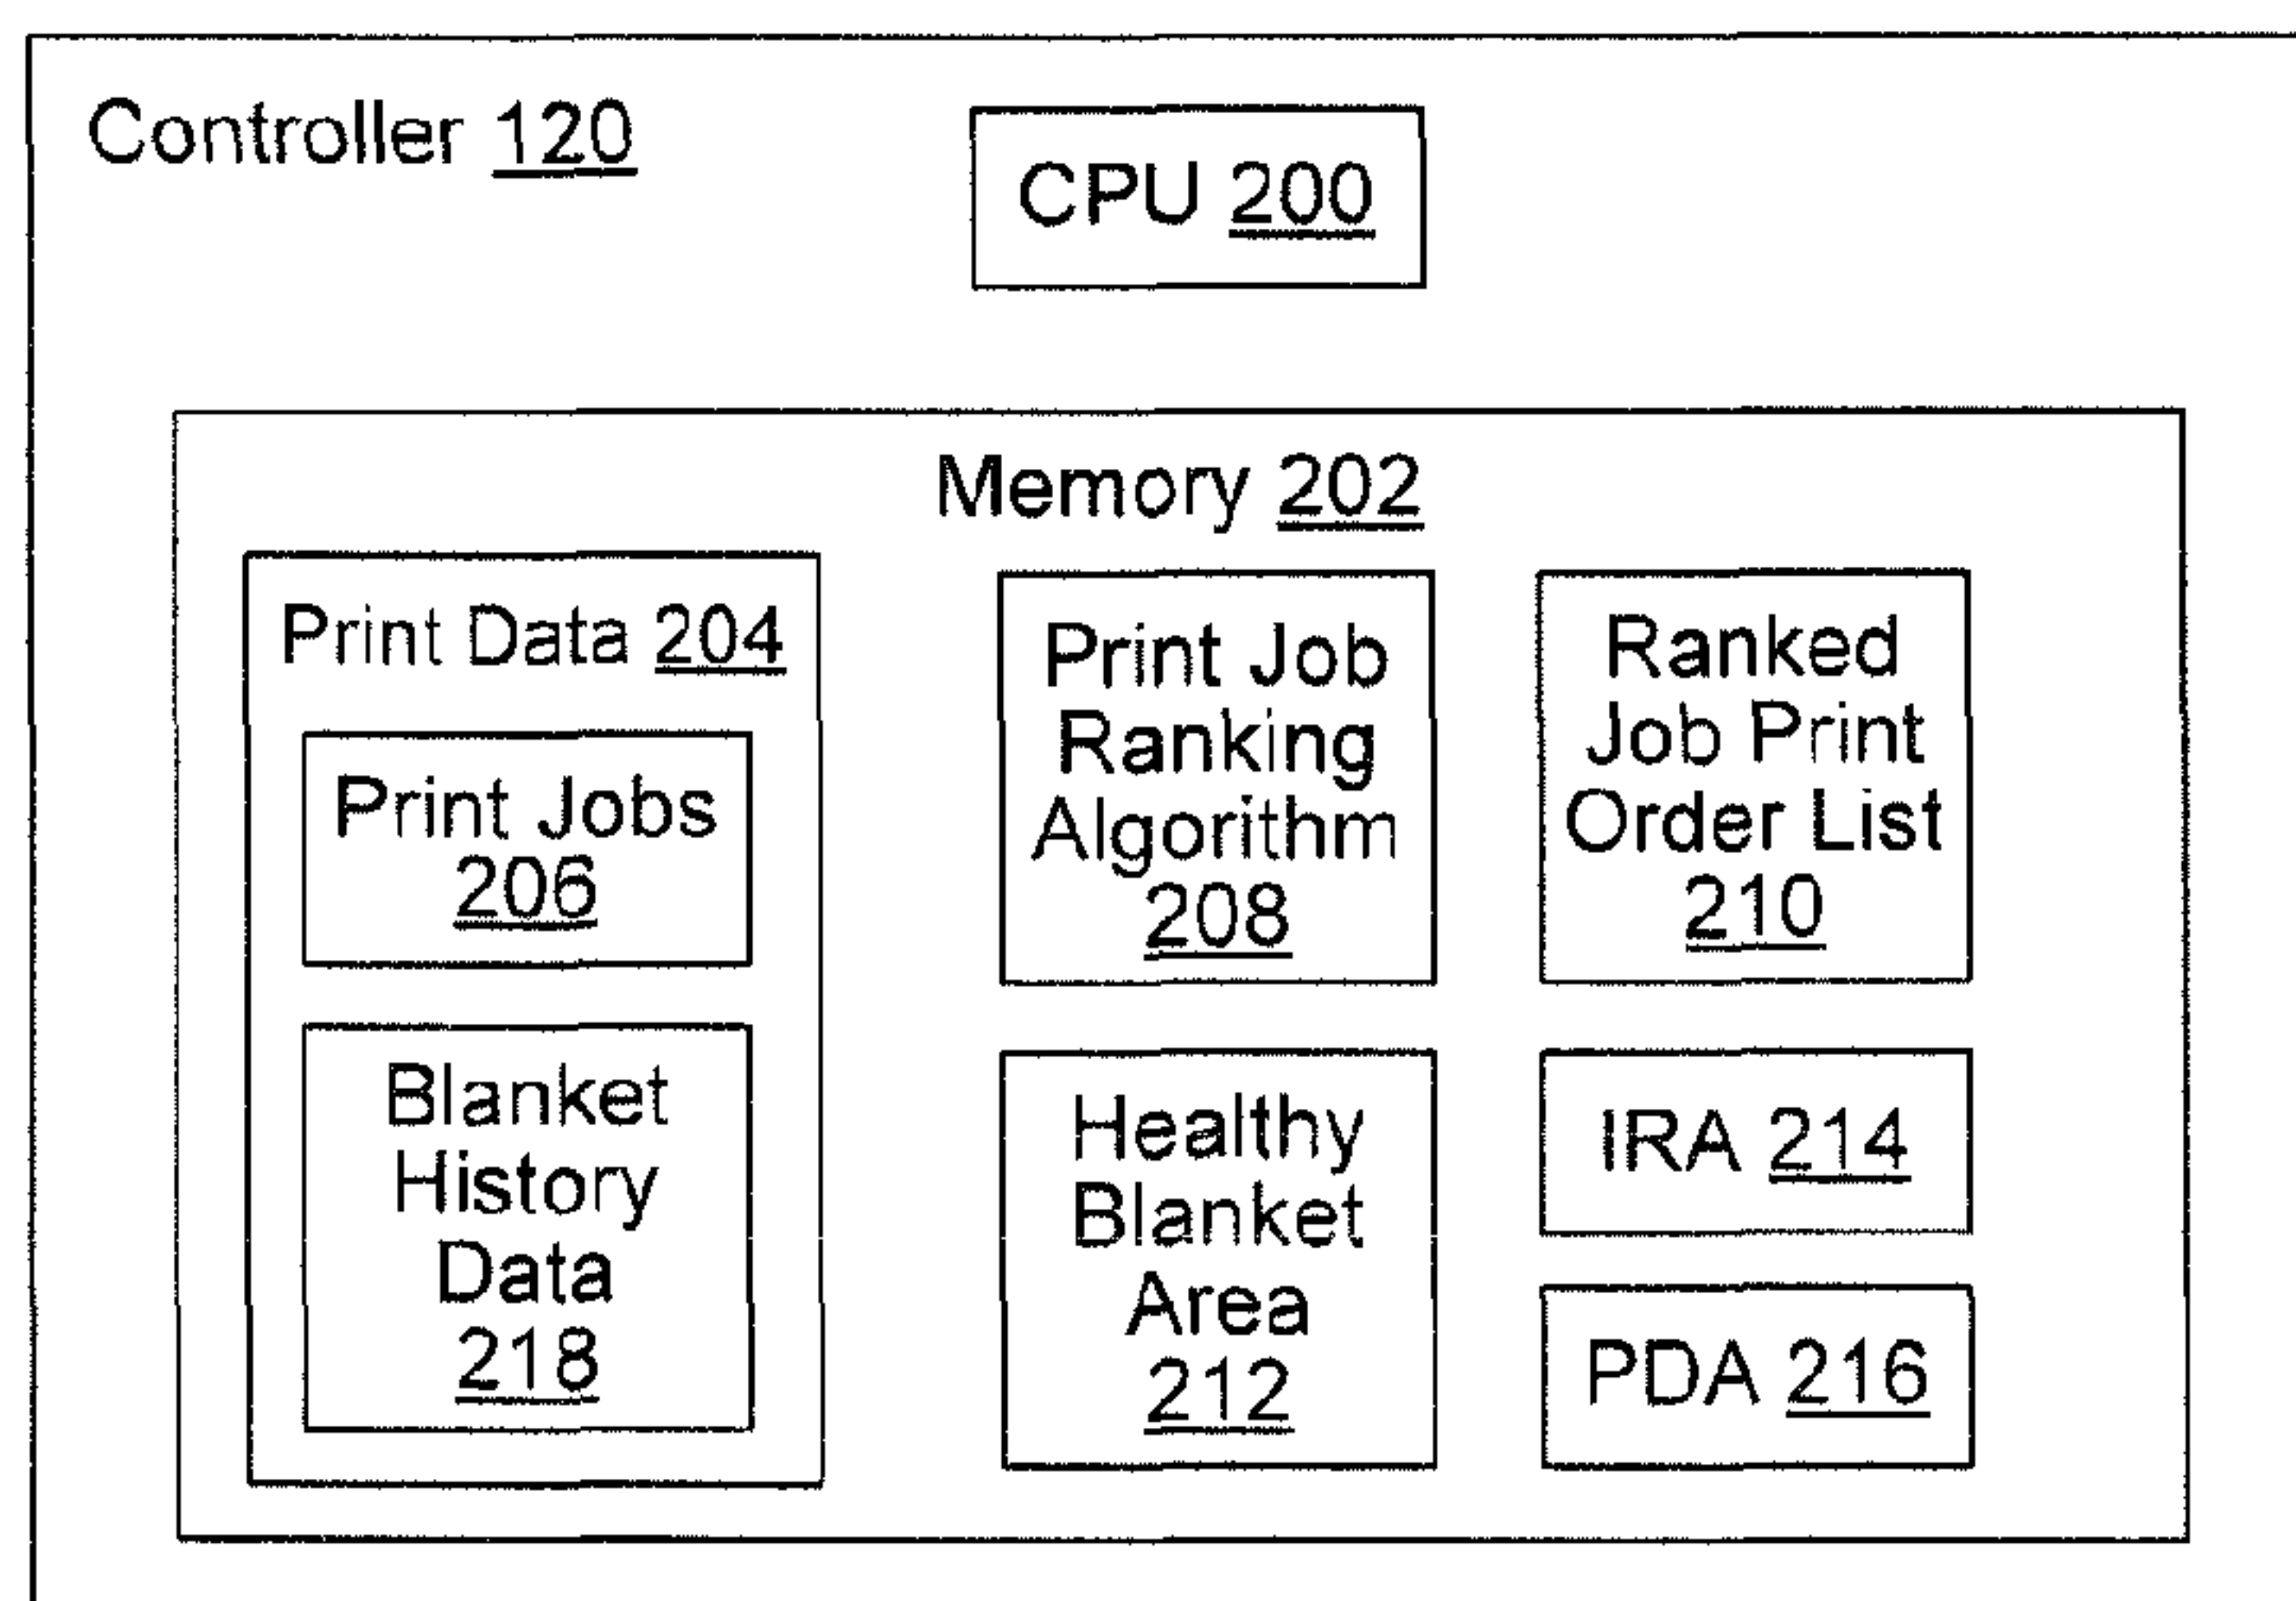 Controller 120
CPU 200
Memory 202
Print Data 204
Print Jobs
206
Blanket
History
Data
218
Print Job
Ranking
Algorithm
208
Ranked
Job Print
Order List
210
Healthy
Blanket
Area
212
IRA 214
PDA 216